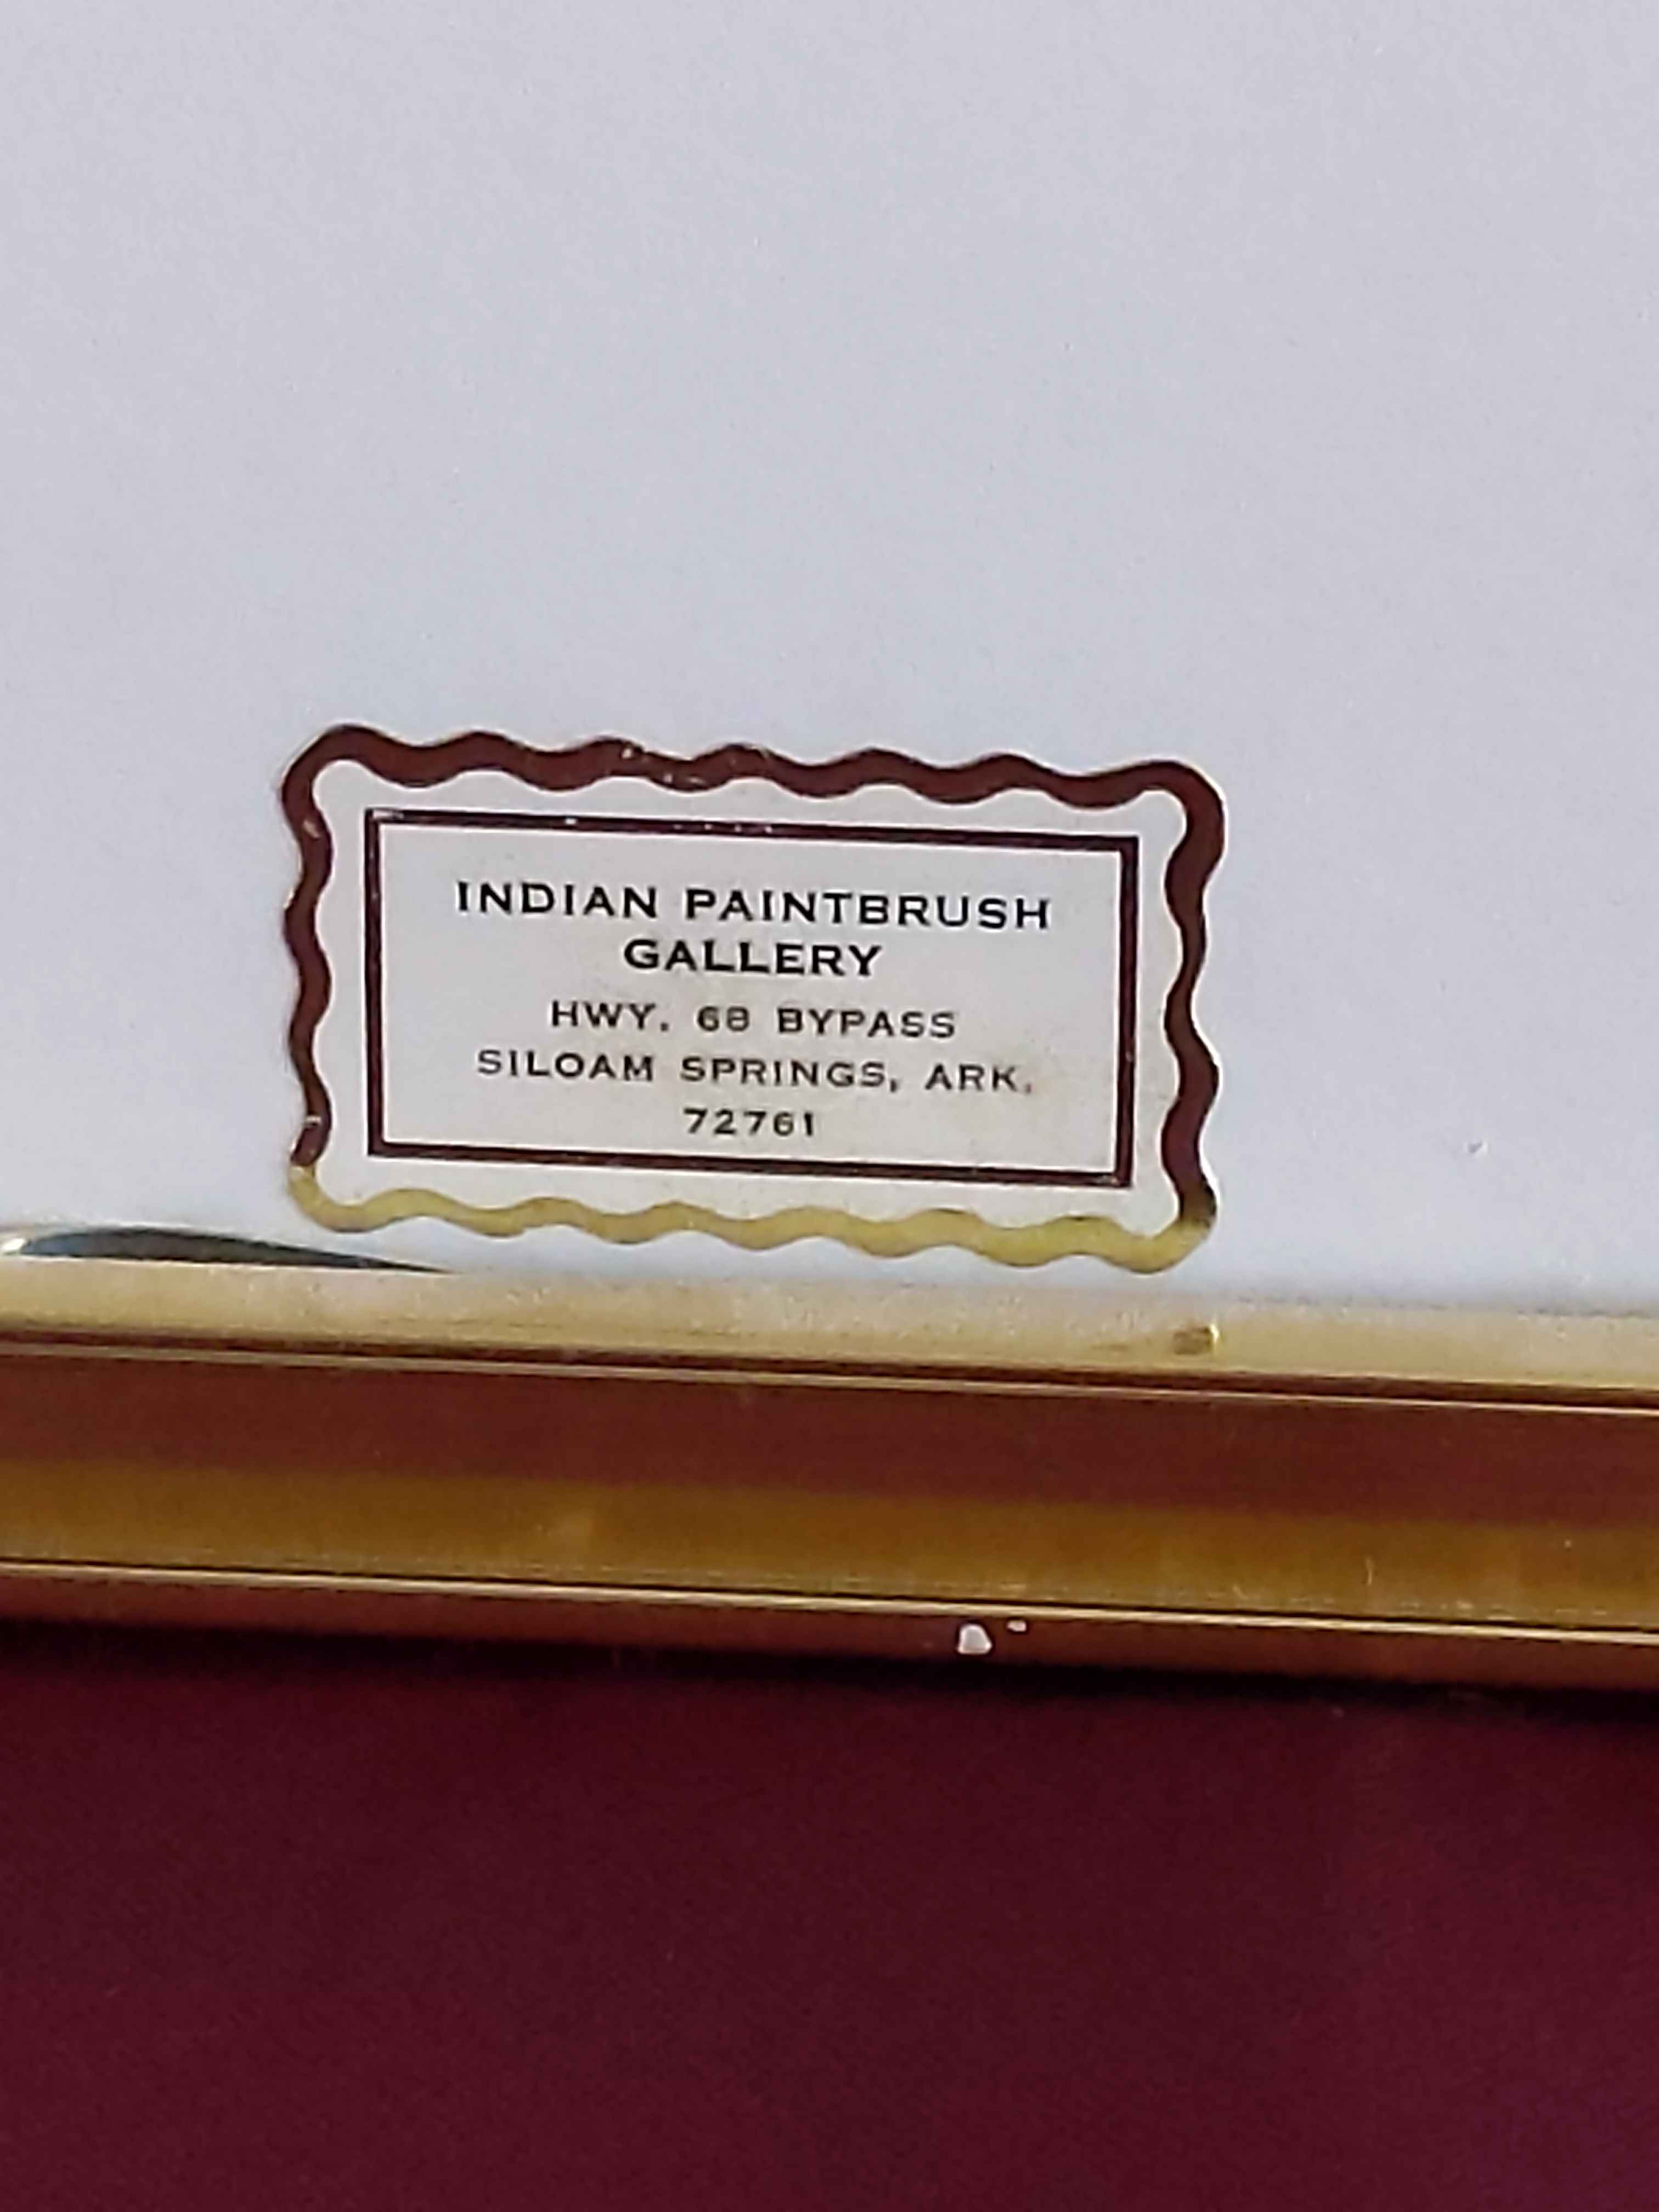 INDIAN PAINTBRUSH
GALLERY
HWY. 68 BYPASS
SILOAM SPRINGS, ARK.
72761